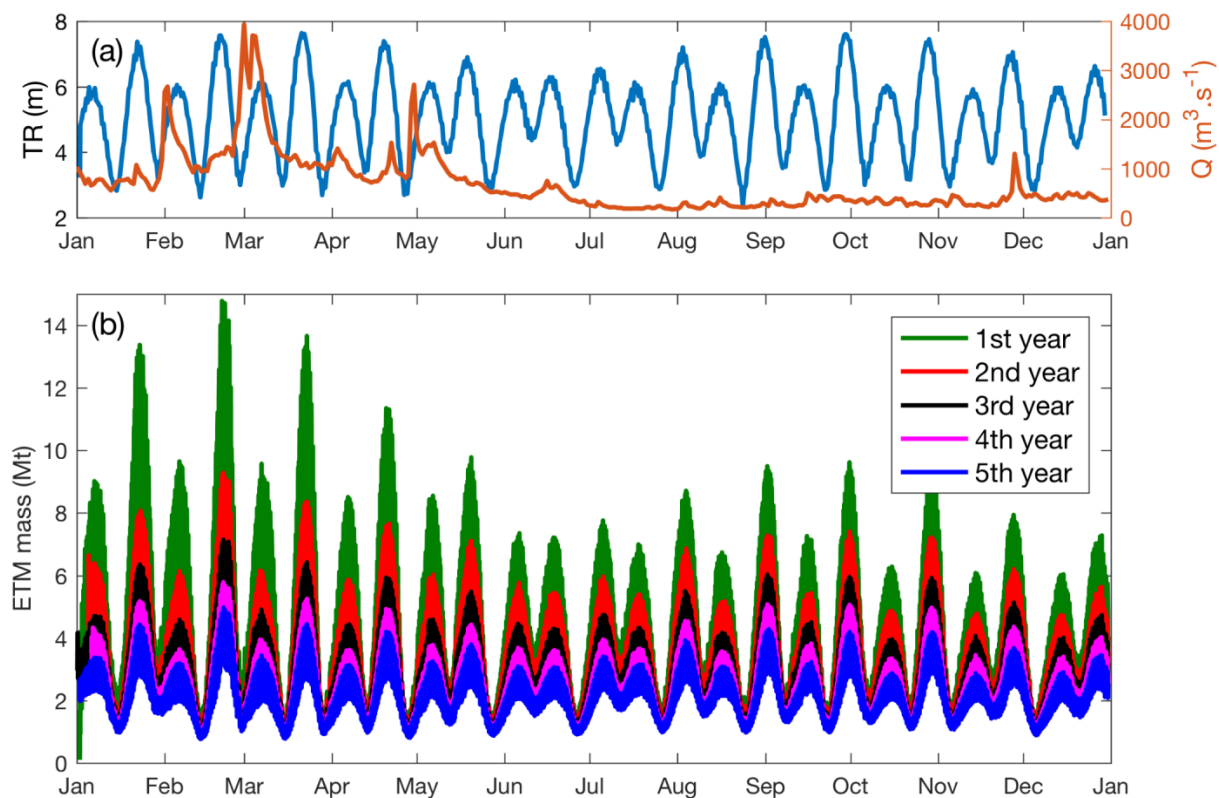 (a)
TR (m)
8
6
4
2
4000
3000
2000
1000
0
Q (m³.s⁻¹)
Jan Feb Mar Apr May Jun Jul Aug Sep Oct Nov Dec Jan
(b)
ETM mass (Mt)
14
12
10
8
6
4
2
0
1st year
2nd year
3rd year
4th year
5th year
Jan Feb Mar Apr May Jun Jul Aug Sep Oct Nov Dec Jan